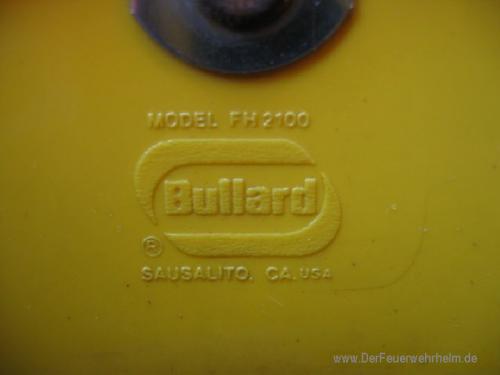 MODEL FH 2100
Bullard
®
SAUSALITO. CA. USA
www.DerFeuerwehrhelm.de